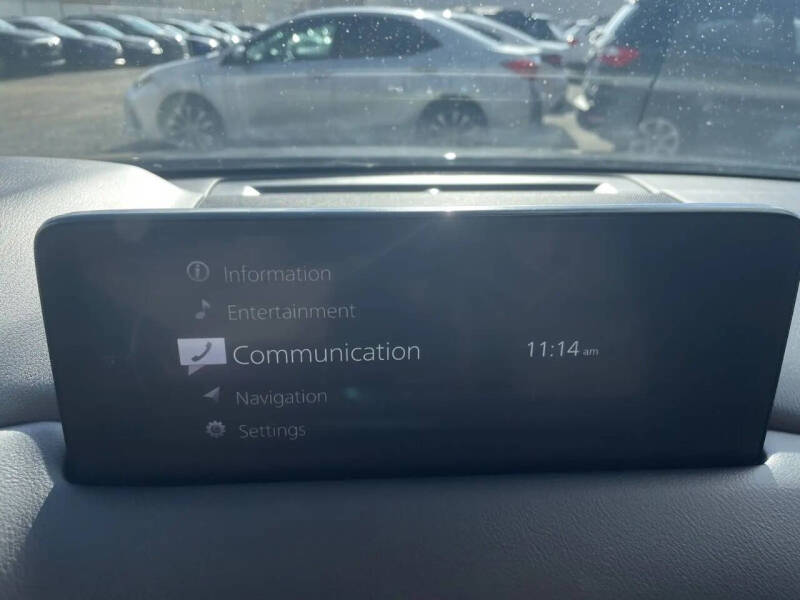 Information
Entertainment
Communication
11:14 am
Navigation
Settings